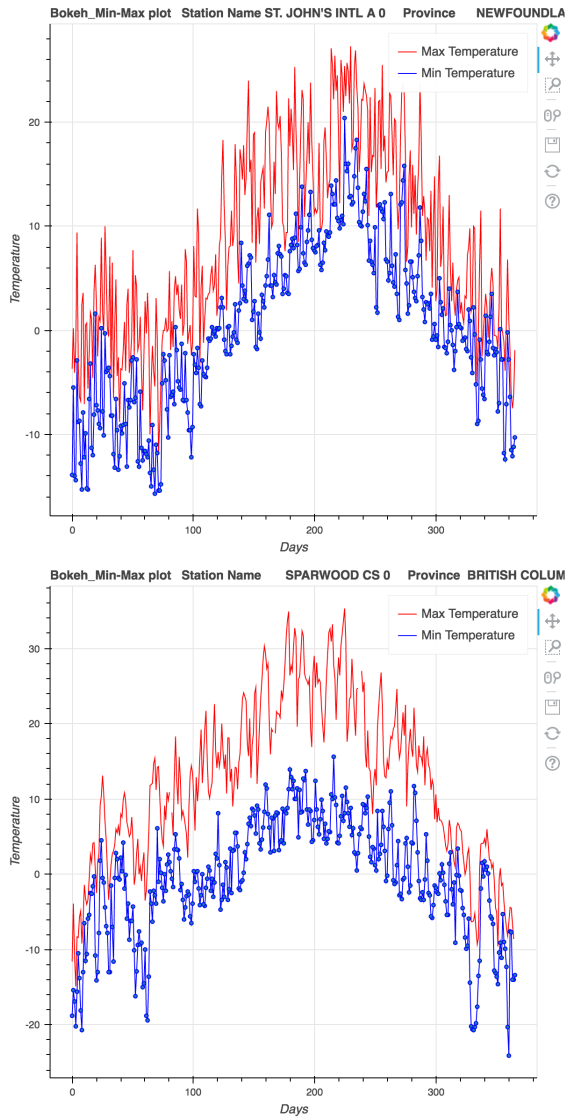 Bokeh_Min-Max plot Station Name ST. JOHN'S INTL A 0 Province NEWFOUNDLA
Max Temperature
Min Temperature
20
10
0
-10
Temperature
0 100 200 300
Days
Bokeh_Min-Max plot Station Name SPARWOOD CS 0 Province BRITISH COLUM
Max Temperature
Min Temperature
30
20
10
0
-10
-20
Temperature
0 100 200 300
Days